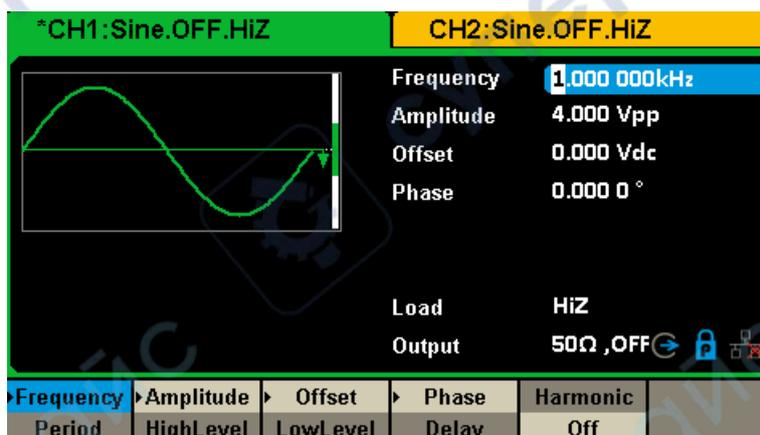 *CH1:Sine.OFF.HiZ CH2:Sine.OFF.HiZ
Frequency 1.000 000kHz
Amplitude 4.000 Vpp
Offset 0.000 Vdc
Phase 0.000 0 °
Load HiZ
Output 50Ω ,OFF P
Frequency Amplitude Offset Phase Harmonic
Period HighLevel LowLevel Delay Off